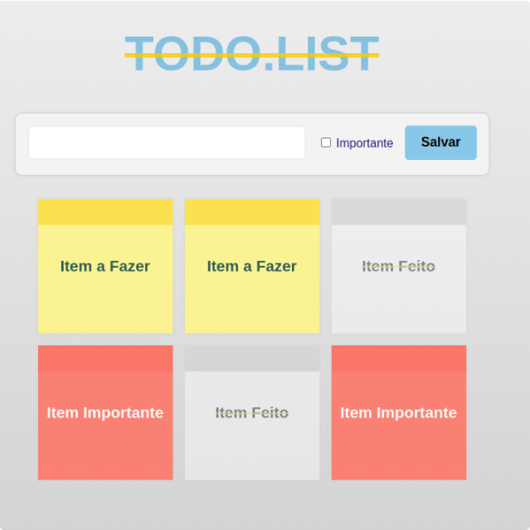 TODO.LIST
Importante Salvar
Item a Fazer Item a Fazer Item Feito
Item Importante Item Feito Item Importante